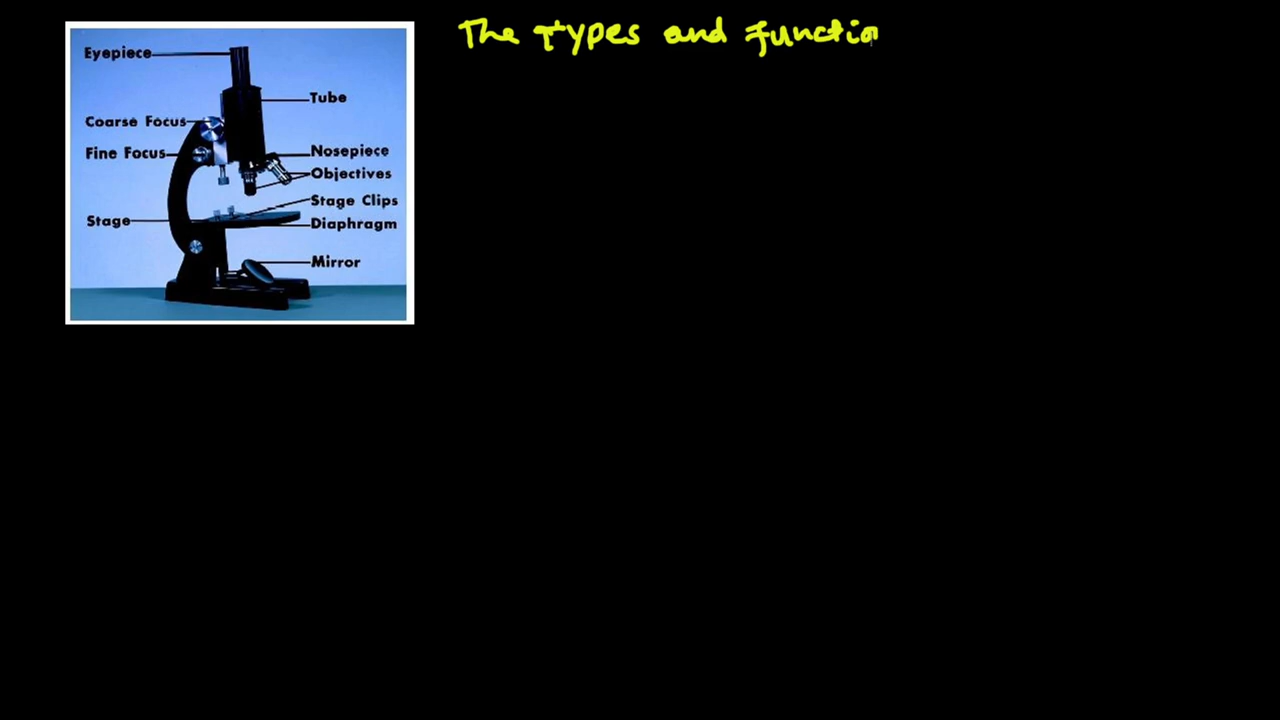 The types and functio
Eyepiece
Tube
Coarse Focus
Fine Focus
Nosepiece
Objectives
Stage Clips
Stage
Diaphragm
Mirror